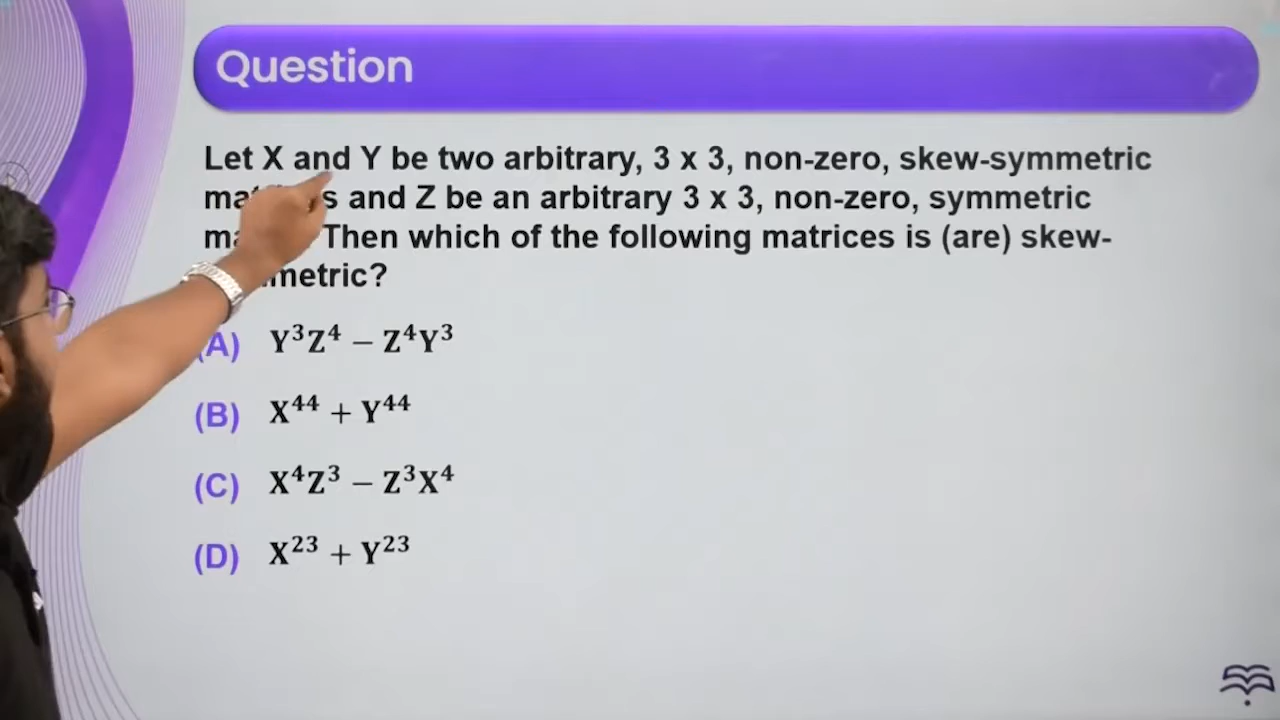 Question
Let X and Y be two arbitrary, 3 x 3, non-zero, skew-symmetric
and Z be an arbitrary 3 x 3, non-zero, symmetric
Then which of the following matrices is (are) skew-
metric?
(A) Y³Z⁴ − Z⁴Y³
(B) X⁴⁴ + Y⁴⁴
(C) X⁴Z³ − Z³X⁴
(D) X²³ + Y²³